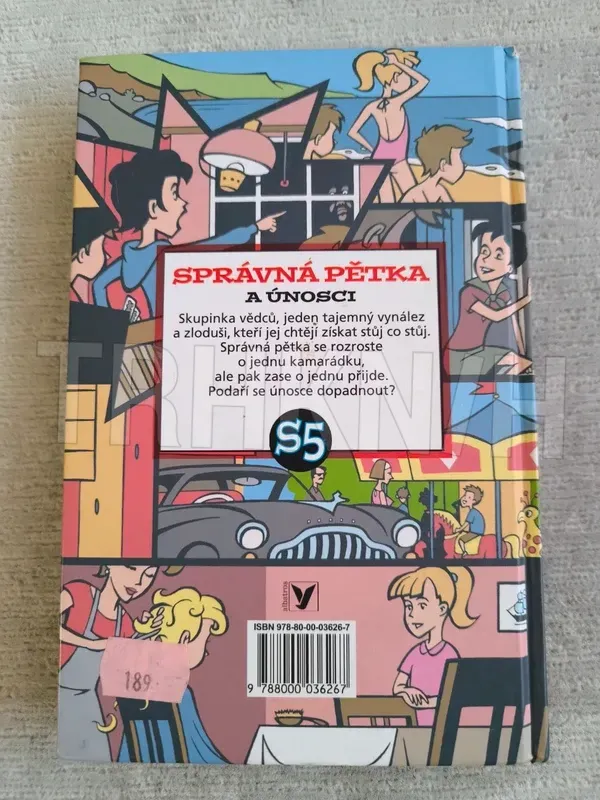 SPRÁVNÁ PĚTKA
A ÚNOSCI
Skupinka vědců, jeden tajemný vynález
a zloduši, kteří jej chtějí získat stůj co stůj.
Správná pětka se rozroste
o jednu kamarádku,
ale pak zase o jednu přijde.
Podaří se únosce dopadnout?
S5
albatros
ISBN 978-80-00-03626-7
9 788000 036267
189